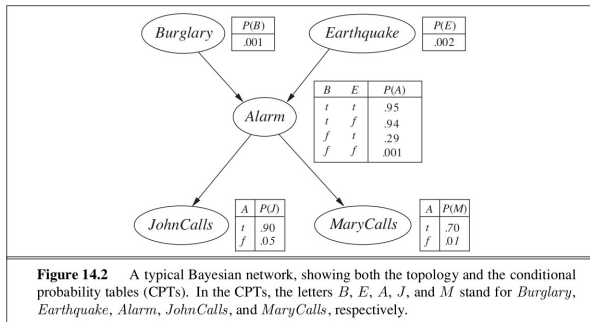 Burglary
P(B)
.001
Earthquake
P(E)
.002
Alarm
B E P(A)
t t .95
t f .94
f t .29
f f .001
JohnCalls
A P(J)
t .90
f .05
MaryCalls
A P(M)
t .70
f .01
Figure 14.2 A typical Bayesian network, showing both the topology and the conditional
probability tables (CPTs). In the CPTs, the letters B, E, A, J, and M stand for Burglary,
Earthquake, Alarm, JohnCalls, and MaryCalls, respectively.